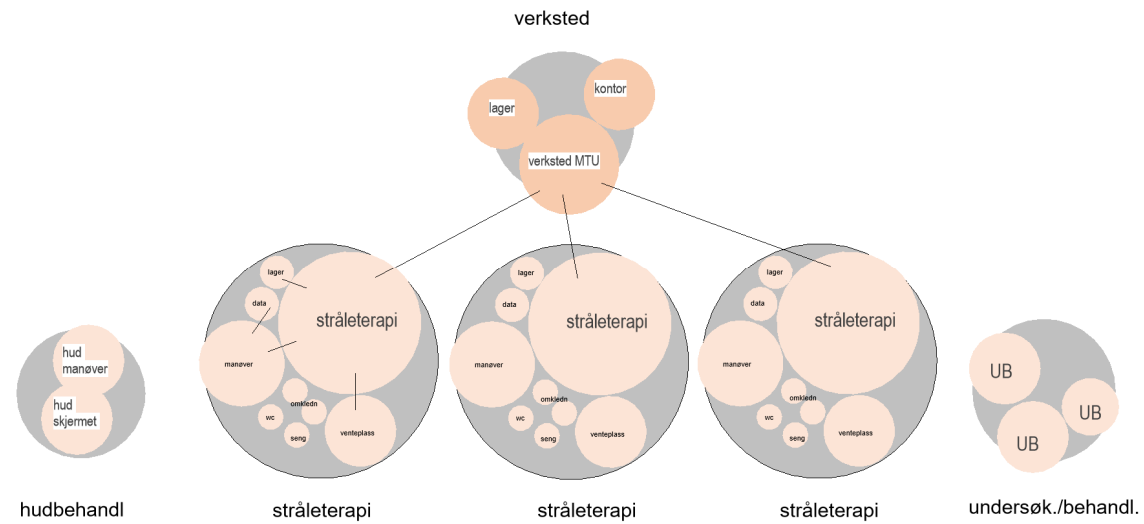 verksted
kontor
lager
verksted MTU
hud
manøver
hud
skjermet
hudbehandl
lager
data
stråleterapi
manøver
omkledn
wc
seng
venteplass
stråleterapi
lager
data
stråleterapi
manøver
omkledn
wc
seng
venteplass
stråleterapi
lager
data
stråleterapi
manøver
omkledn
wc
seng
venteplass
stråleterapi
UB
UB
UB
undersøk./behandl.